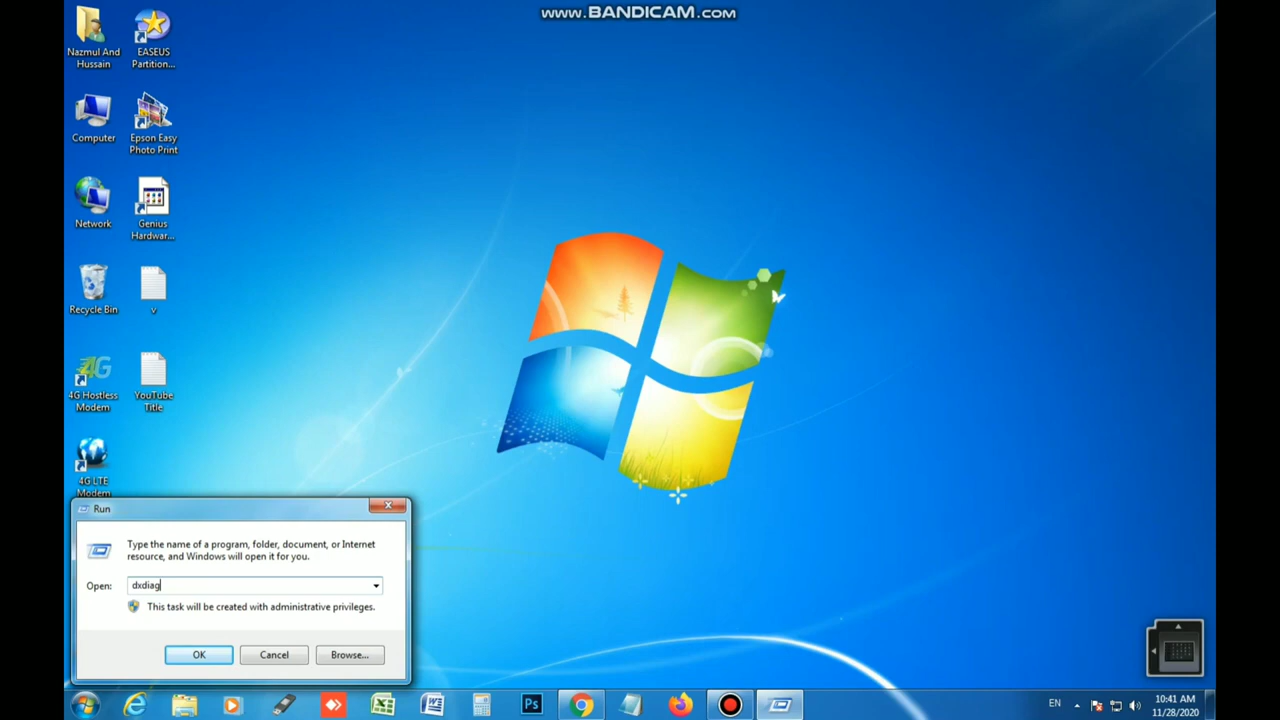 www.BANDICAM.com
Nazmul And
Hussain
EASEUS
Partition...
Computer
Epson Easy
Photo Print
Network
Genius
Hardwar...
Recycle Bin
v
4G Hostless
Modem
YouTube
Title
4G LTE
Modem
Run
Type the name of a program, folder, document, or Internet
resource, and Windows will open it for you.
Open: dxdiag
This task will be created with administrative privileges.
OK Cancel Browse...
Ps
EN
10:41 AM
11/28/2020